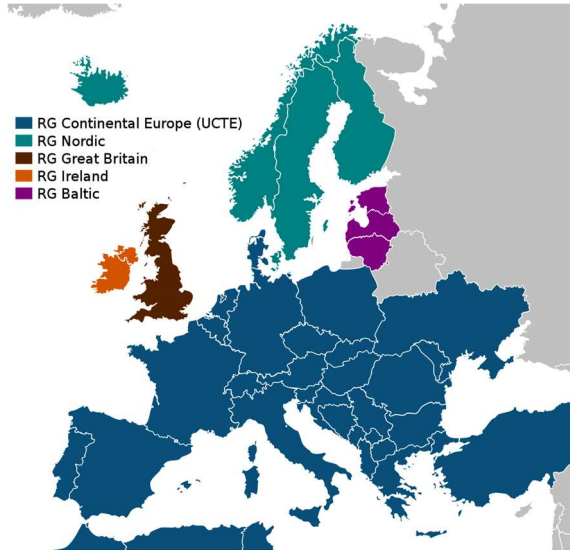 RG Continental Europe (UCTE)
RG Nordic
RG Great Britain
RG Ireland
RG Baltic